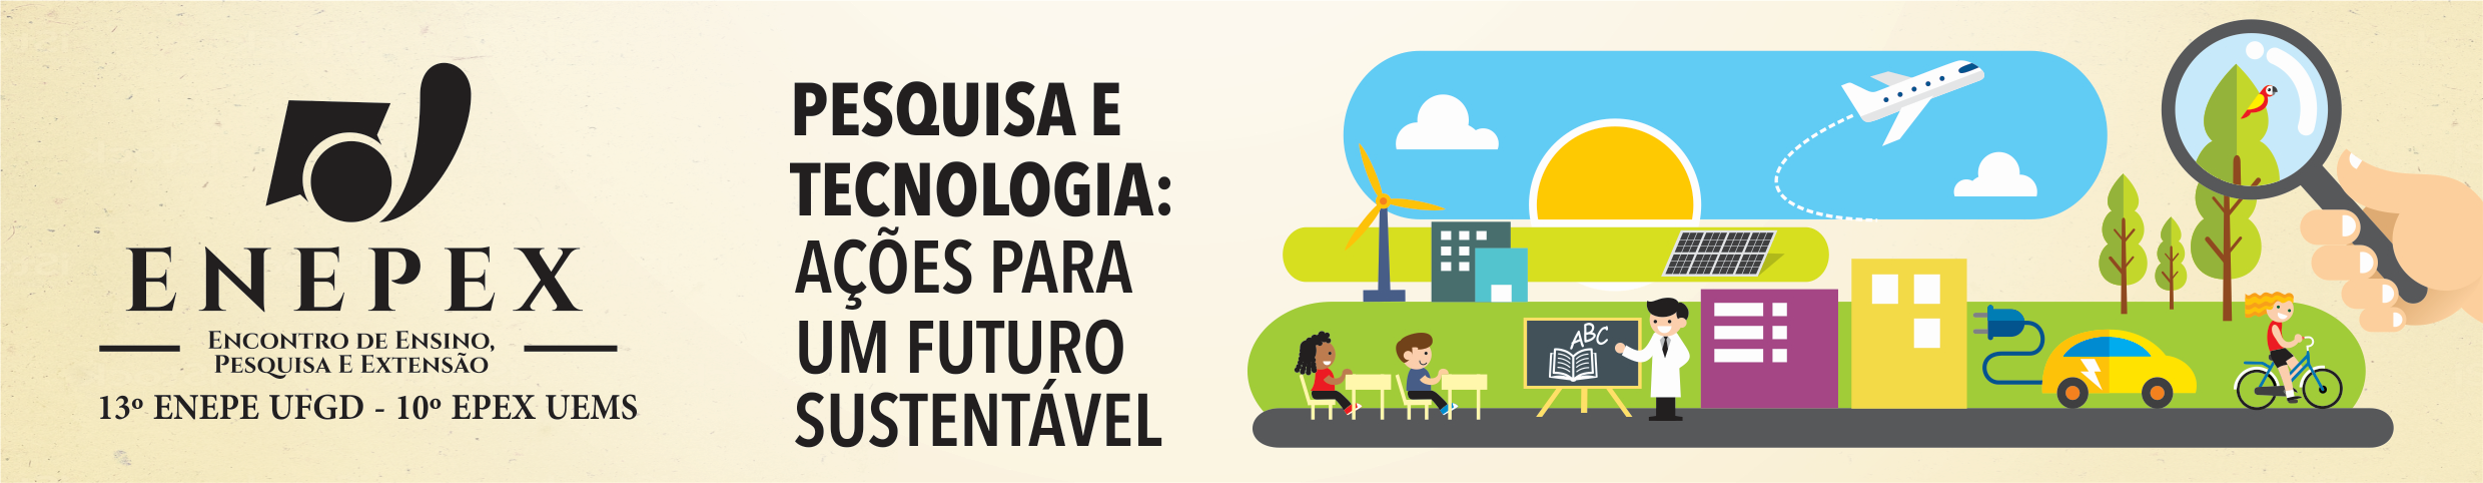 ENEPEX
ENCONTRO DE ENSINO,
PESQUISA E EXTENSÃO
13º ENEPE UFGD - 10º EPEX UEMS
PESQUISA E
TECNOLOGIA:
AÇÕES PARA
UM FUTURO
SUSTENTÁVEL
ABC